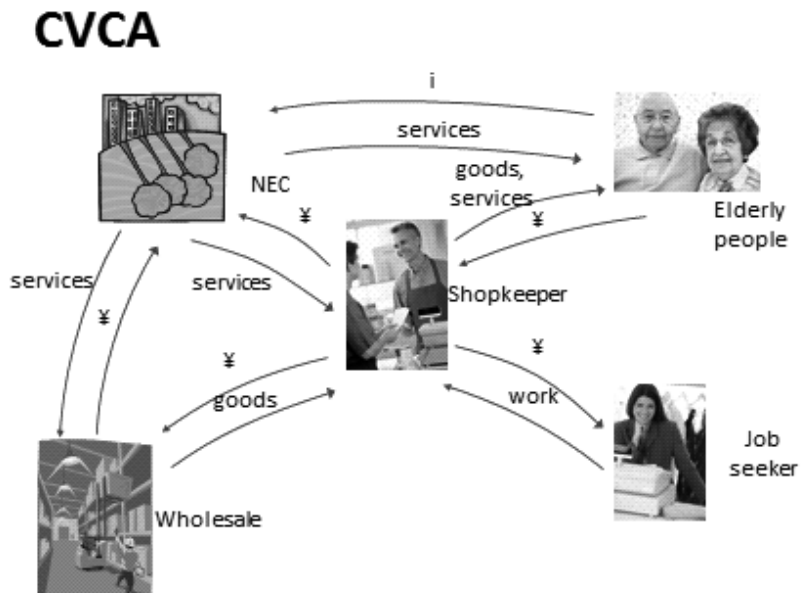 CVCA
i
services
goods,
services
NEC
¥
¥
Elderly
people
services
services
¥
Shopkeeper
¥
¥
goods
work
Job
seeker
Wholesale